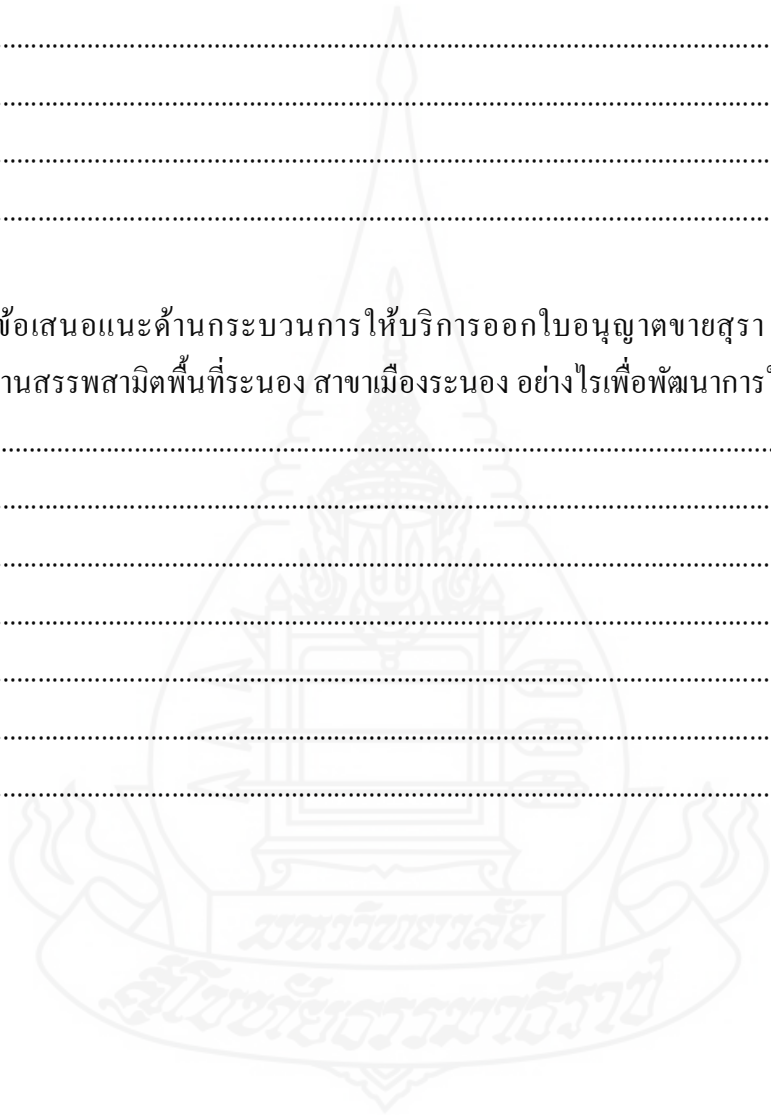 ข้อเสนอแนะด้านกระบวนการให้บริการออกใบอนุญาตขายสุรา
านสรรพสามิตพื้นที่ระนอง สาขาเมืองระนอง อย่างไรเพื่อพัฒนาการใ
มหาวิทยาลัย
สุโขทัยธรรมาธิราช